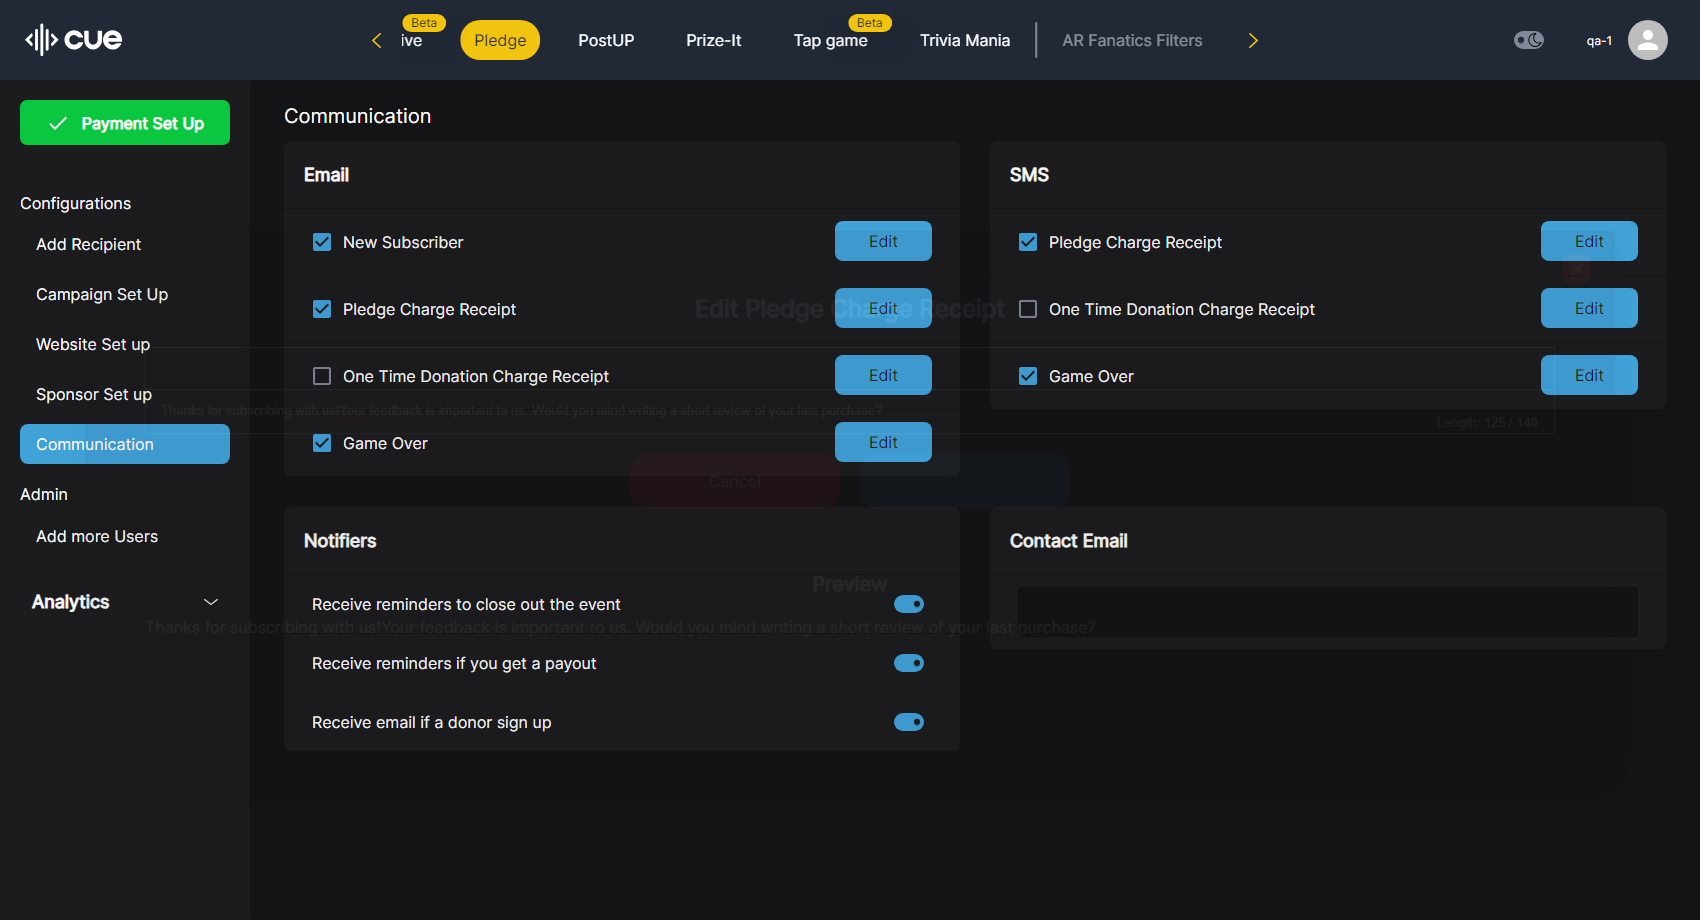 cue
ive
Beta
Pledge
PostUP
Prize-It
Tap game
Beta
Trivia Mania
AR Fanatics Filters
qa-1
Payment Set Up
Configurations
Add Recipient
Campaign Set Up
Website Set up
Sponsor Set up
Communication
Admin
Add more Users
Analytics
Communication
Email
New Subscriber
Edit
Pledge Charge Receipt
Edit
One Time Donation Charge Receipt
Edit
Game Over
Edit
SMS
Pledge Charge Receipt
Edit
One Time Donation Charge Receipt
Edit
Game Over
Edit
Notifiers
Receive reminders to close out the event
Receive reminders if you get a payout
Receive email if a donor sign up
Contact Email
Edit Pledge Charge Receipt
Thanks for subscribing with us!Your feedback is important to us. Would you mind writing a short review of your last purchase?
Length: 125 / 140
Cancel
Preview
Thanks for subscribing with us!Your feedback is important to us. Would you mind writing a short review of your last purchase?